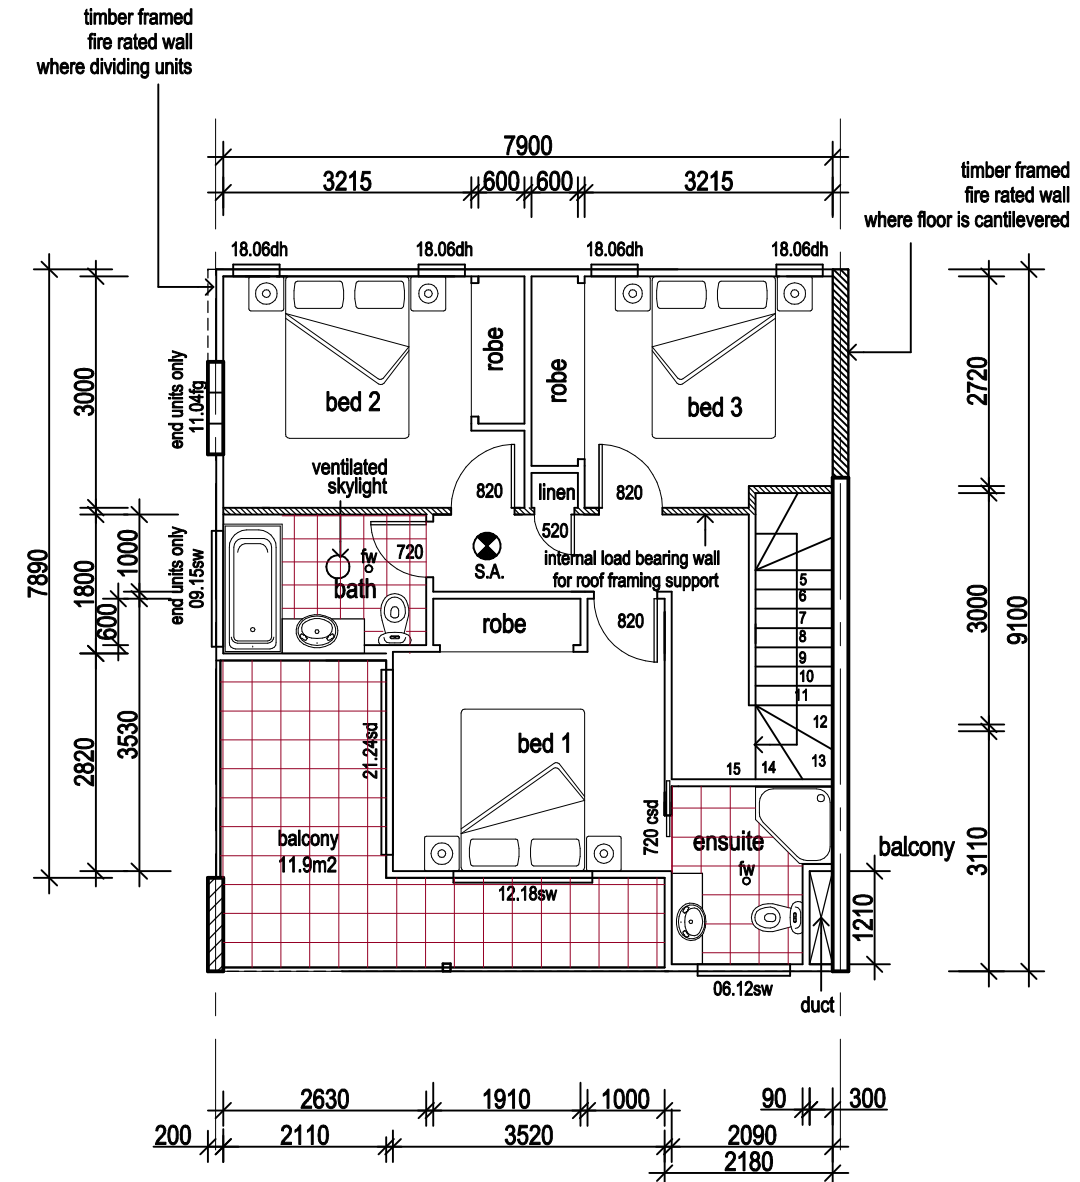 timber framed
fire rated wall
where dividing units
7900
3215
600
600
3215
timber framed
fire rated wall
where floor is cantilevered
18.06dh
18.06dh
18.06dh
18.06dh
robe
robe
bed 2
bed 3
end units only
11.04fg
3000
2720
ventilated
skylight
820
linen
820
520
720
fw
bath
S.A.
internal load bearing wall
for roof framing support
end units only
09.15sw
7890
1800
1000
600
5
6
7
8
9
10
11
12
13
14
15
3000
9100
robe
820
bed 1
21.24sd
2820
3530
balcony
11.9m2
720 csd
ensuite
fw
balcony
3110
1210
12.18sw
06.12sw
duct
2630
1910
1000
90
300
200
2110
3520
2090
2180